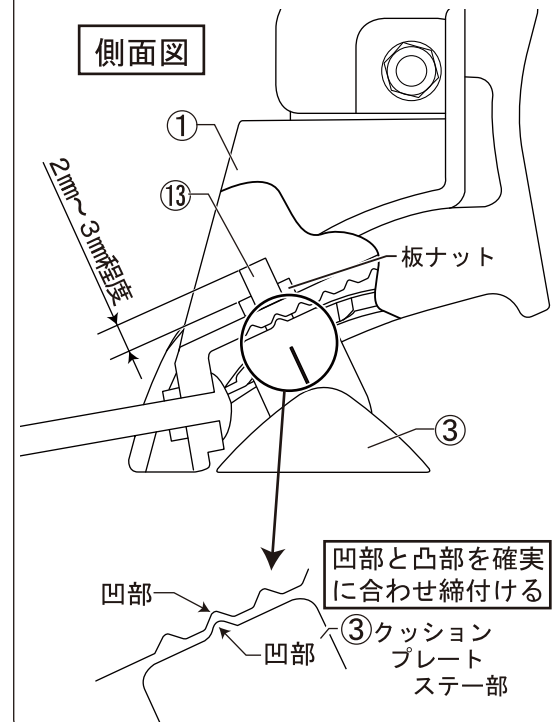 側面図
①
⑬
2㎜～3㎜程度
板ナット
③
凹部と凸部を確実
に合わせ締付ける
凹部
凹部
③クッション
プレート
ステー部